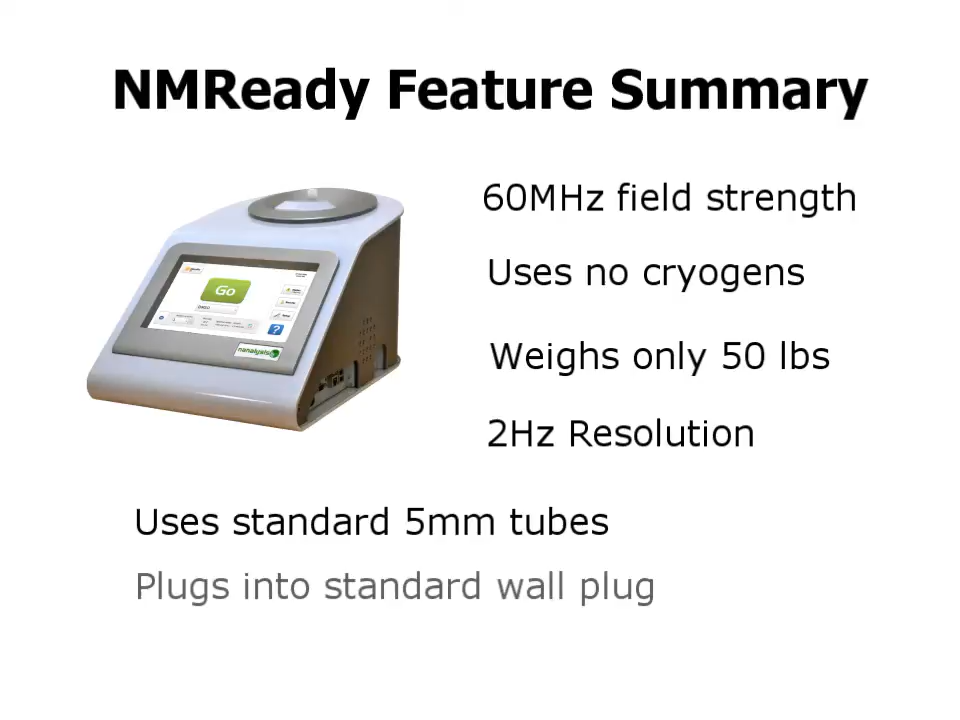 NMReady Feature Summary
60MHz field strength
Uses no cryogens
Go
?
nanalysis
Weighs only 50 lbs
2Hz Resolution
Uses standard 5mm tubes
Plugs into standard wall plug